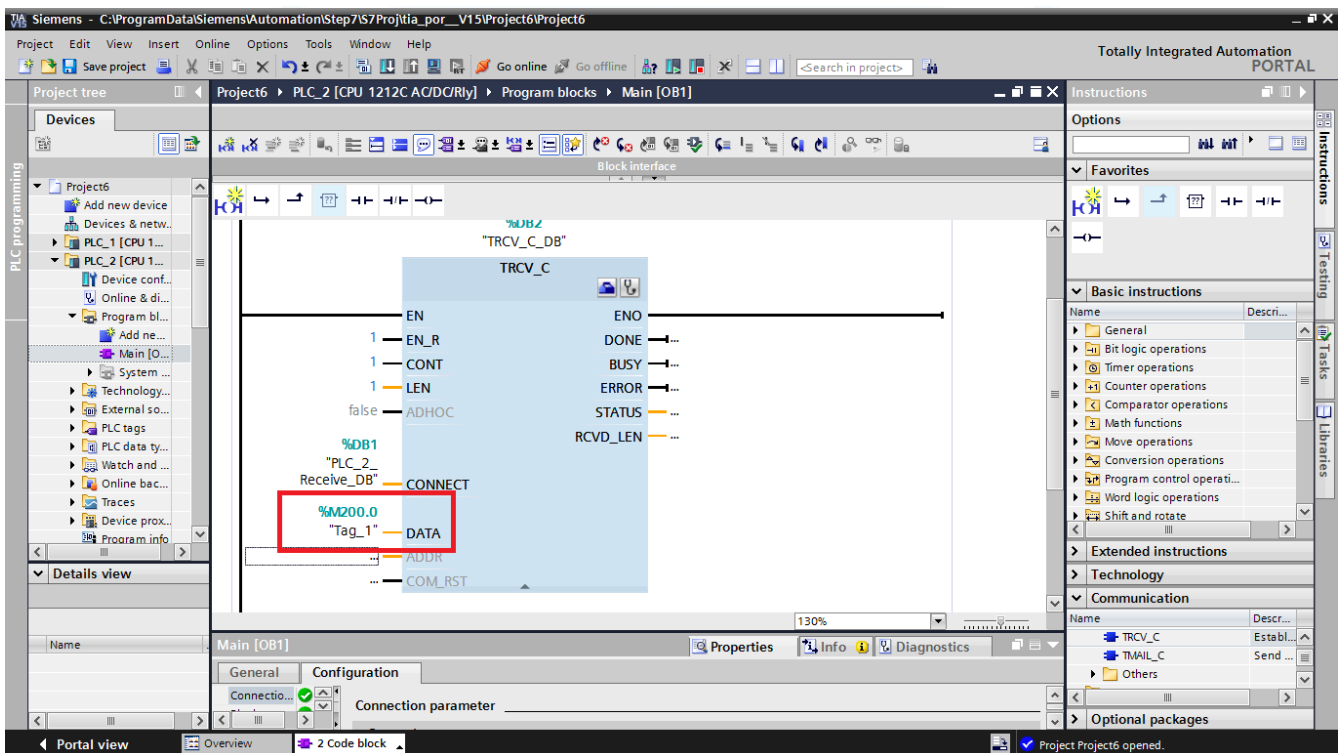 Siemens - C:\ProgramData\Siemens\Automation\Step7\S7Proj\tia_por__V15\Project6\Project6
Project Edit View Insert Online Options Tools Window Help
Totally Integrated Automation
PORTAL
Save project
Go online
Go offline
<Search in project>
Project tree
Project6 PLC_2 [CPU 1212C AC/DC/Rly] Program blocks Main [OB1]
Instructions
Devices
Options
Block interface
Favorites
PLC programming
Project6
Add new device
Devices & netw..
PLC_1 [CPU 1...
PLC_2 [CPU 1...
Device conf...
Online & di...
Program bl...
Add ne...
Main [O...
System ...
Technology...
External so...
PLC tags
PLC data ty...
Watch and ...
Online bac...
Traces
Device prox...
Program info
Details view
Name
%DB2
"TRCV_C_DB"
TRCV_C
EN ENO
1 EN_R DONE ...
1 CONT BUSY ...
1 LEN ERROR ...
false ADHOC STATUS ...
RCVD_LEN ...
%DB1
"PLC_2_
Receive_DB" CONNECT
%M200.0
"Tag_1" DATA
... ADDR
... COM_RST
130%
Main [OB1]
Properties Info Diagnostics
General Configuration
Connectio...
Connection parameter
Basic instructions
Name Descri...
General
Bit logic operations
Timer operations
Counter operations
Comparator operations
Math functions
Move operations
Conversion operations
Program control operati...
Word logic operations
Shift and rotate
Extended instructions
Technology
Communication
Name Descr...
TRCV_C Establ...
TMAIL_C Send ...
Others
Optional packages
Instructions
Testing
Tasks
Libraries
Portal view
Overview
2 Code block
Project Project6 opened.